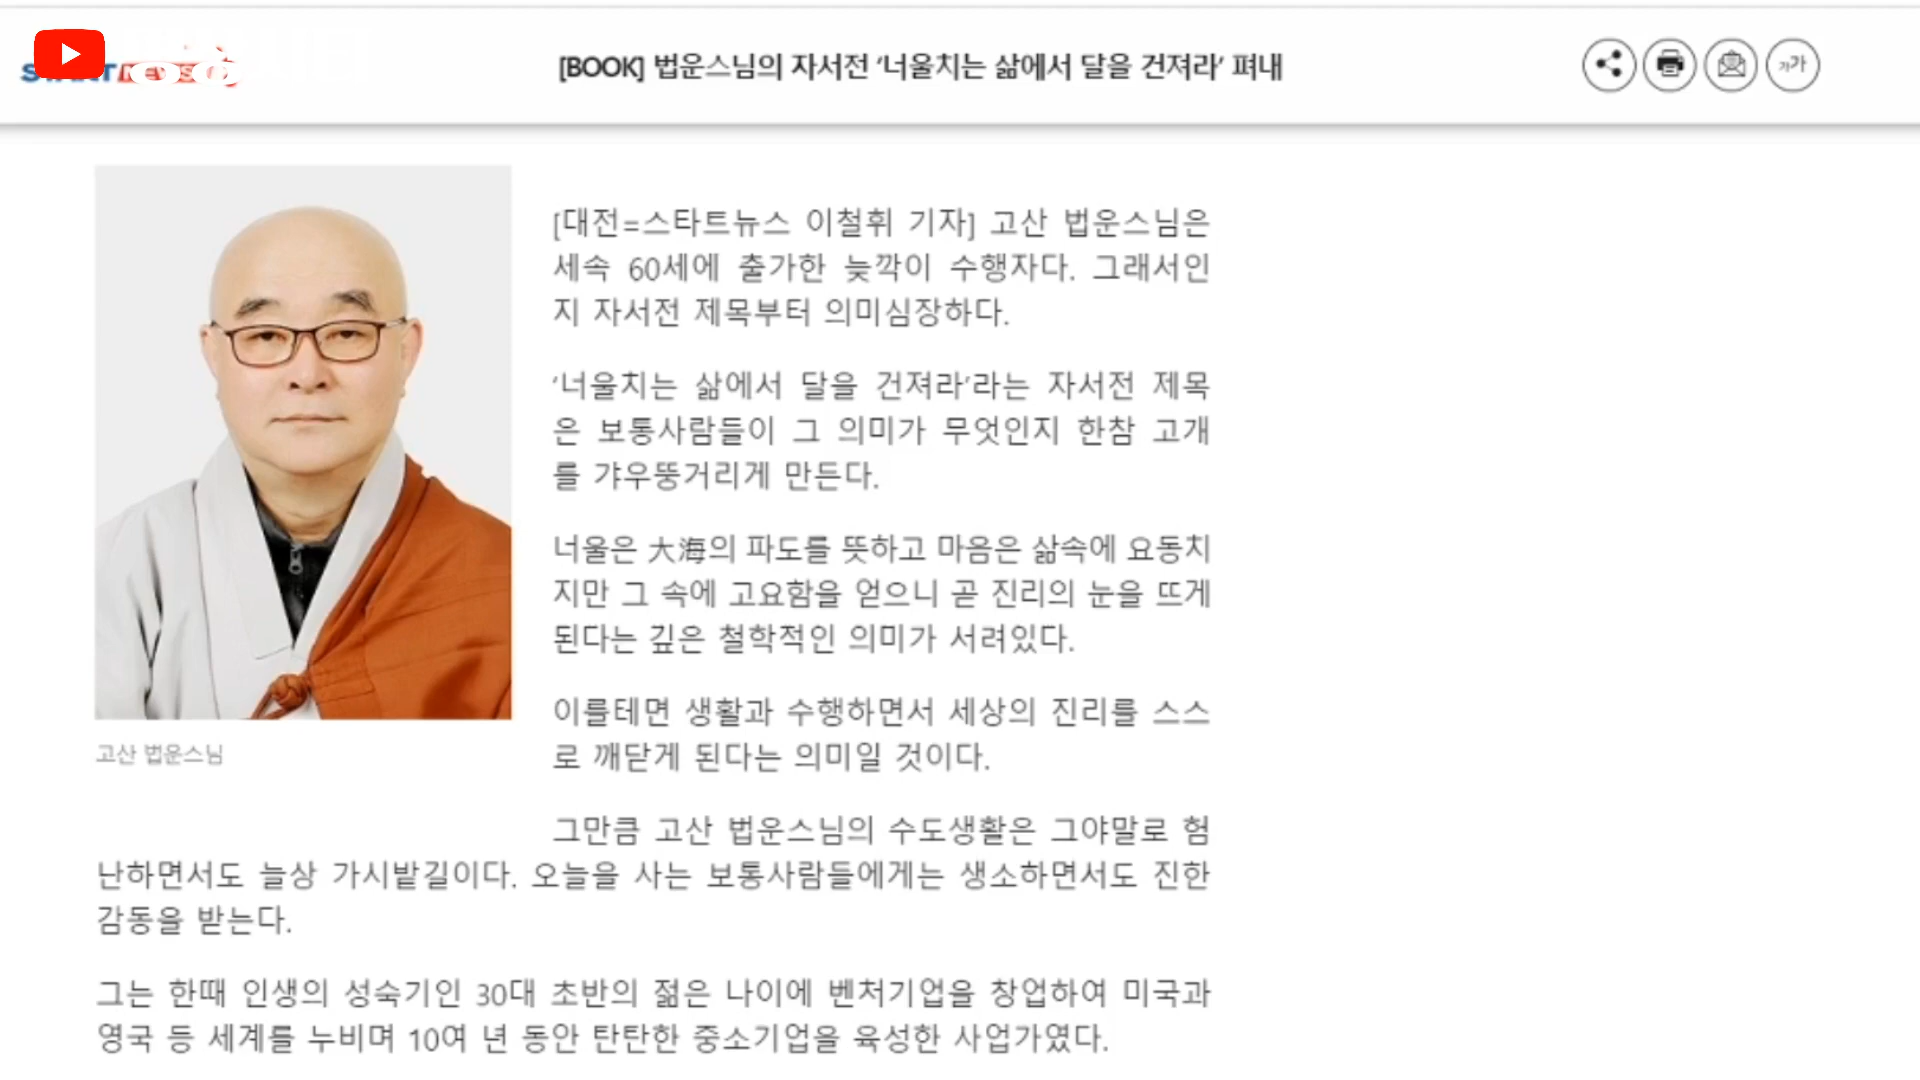 [BOOK] 법운스님의 자서전 ‘너울치는 삶에서 달을 건져라’ 펴내
가가
[대전=스타트뉴스 이철휘 기자] 고산 법운스님은
세속 60세에 출가한 늦깍이 수행자다. 그래서인
지 자서전 제목부터 의미심장하다.
‘너울치는 삶에서 달을 건져라’라는 자서전 제목
은 보통사람들이 그 의미가 무엇인지 한참 고개
를 갸우뚱거리게 만든다.
너울은 大海의 파도를 뜻하고 마음은 삶속에 요동치
지만 그 속에 고요함을 얻으니 곧 진리의 눈을 뜨게
된다는 깊은 철학적인 의미가 서려있다.
이를테면 생활과 수행하면서 세상의 진리를 스스
로 깨닫게 된다는 의미일 것이다.
고산 법운스님
그만큼 고산 법운스님의 수도생활은 그야말로 험
난하면서도 늘상 가시밭길이다. 오늘을 사는 보통사람들에게는 생소하면서도 진한
감동을 받는다.
그는 한때 인생의 성숙기인 30대 초반의 젊은 나이에 벤처기업을 창업하여 미국과
영국 등 세계를 누비며 10여 년 동안 탄탄한 중소기업을 육성한 사업가였다.